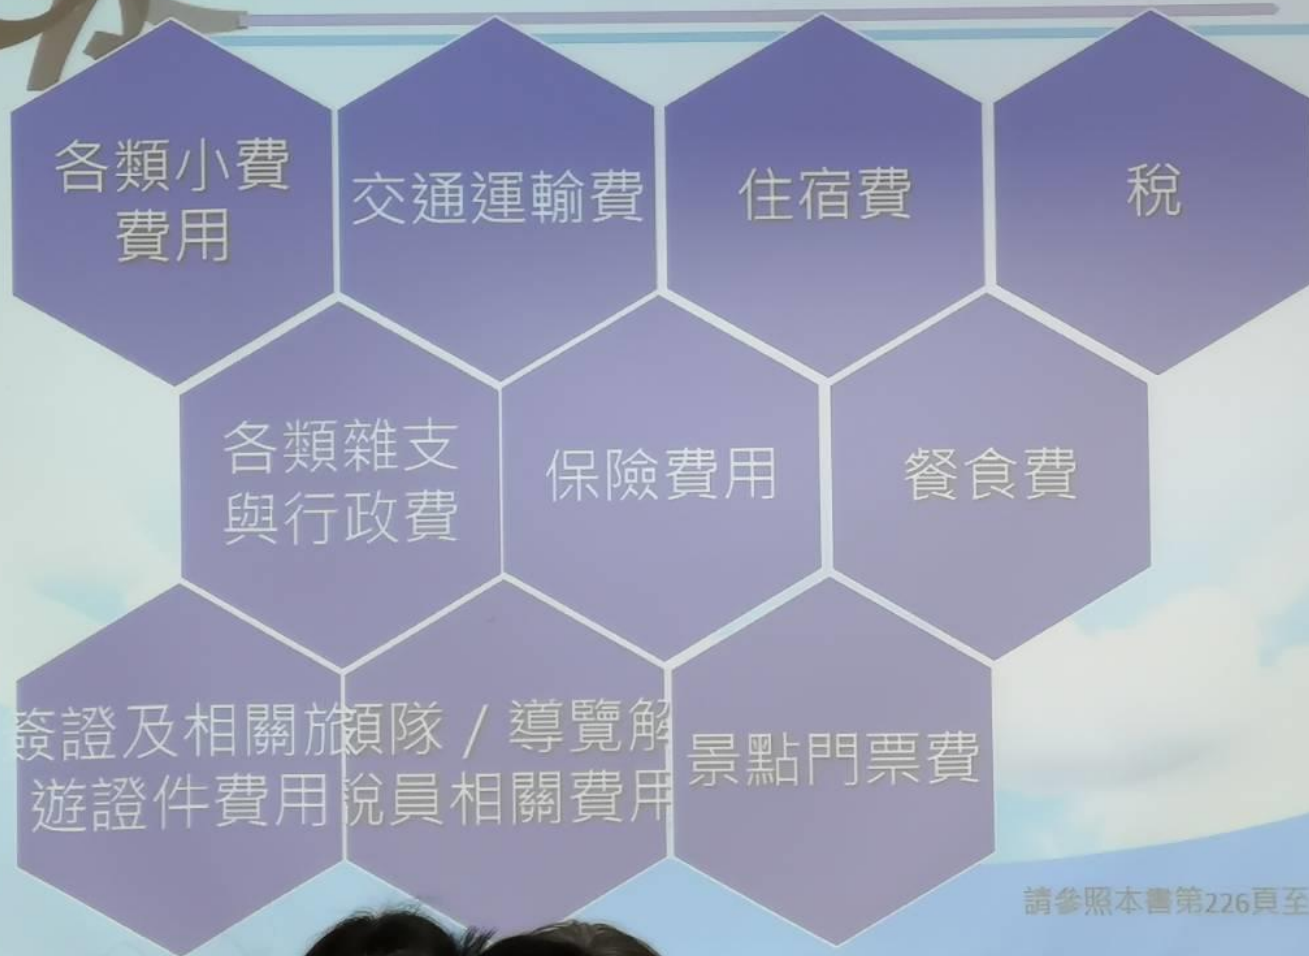 各類小費
費用
交通運輸費
住宿費
稅
各類雜支
與行政費
保險費用
餐食費
簽證及相關旅
遊證件費用
領隊 / 導覽解
說員相關費用
景點門票費
請參照本書第226頁至